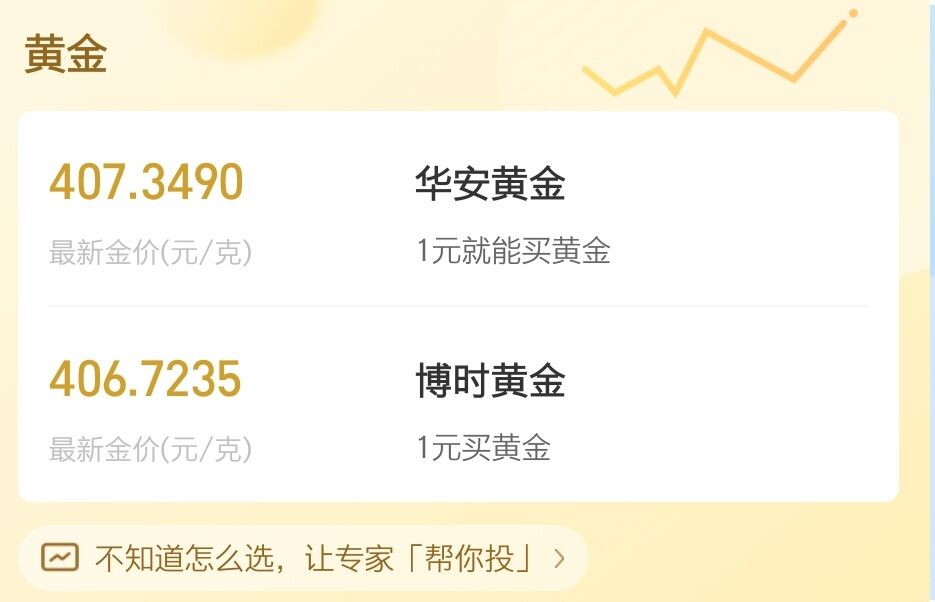 黄金
407.3490
华安黄金
最新金价(元/克)
1元就能买黄金
406.7235
博时黄金
最新金价(元/克)
1元买黄金
不知道怎么选，让专家「帮你投」 >